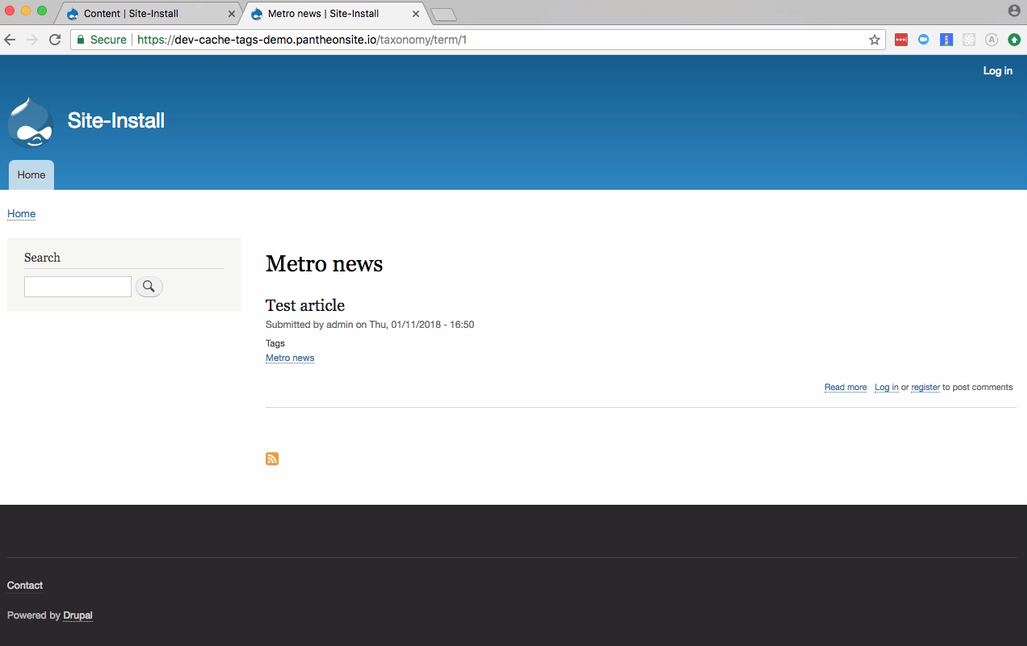 Content | Site-Install
Metro news | Site-Install
Secure
https://dev-cache-tags-demo.pantheonsite.io/taxonomy/term/1
Log in
Site-Install
Home
Home
Search
Metro news
Test article
Submitted by admin on Thu, 01/11/2018 - 16:50
Tags
Metro news
Read more Log in or register to post comments
Contact
Powered by Drupal